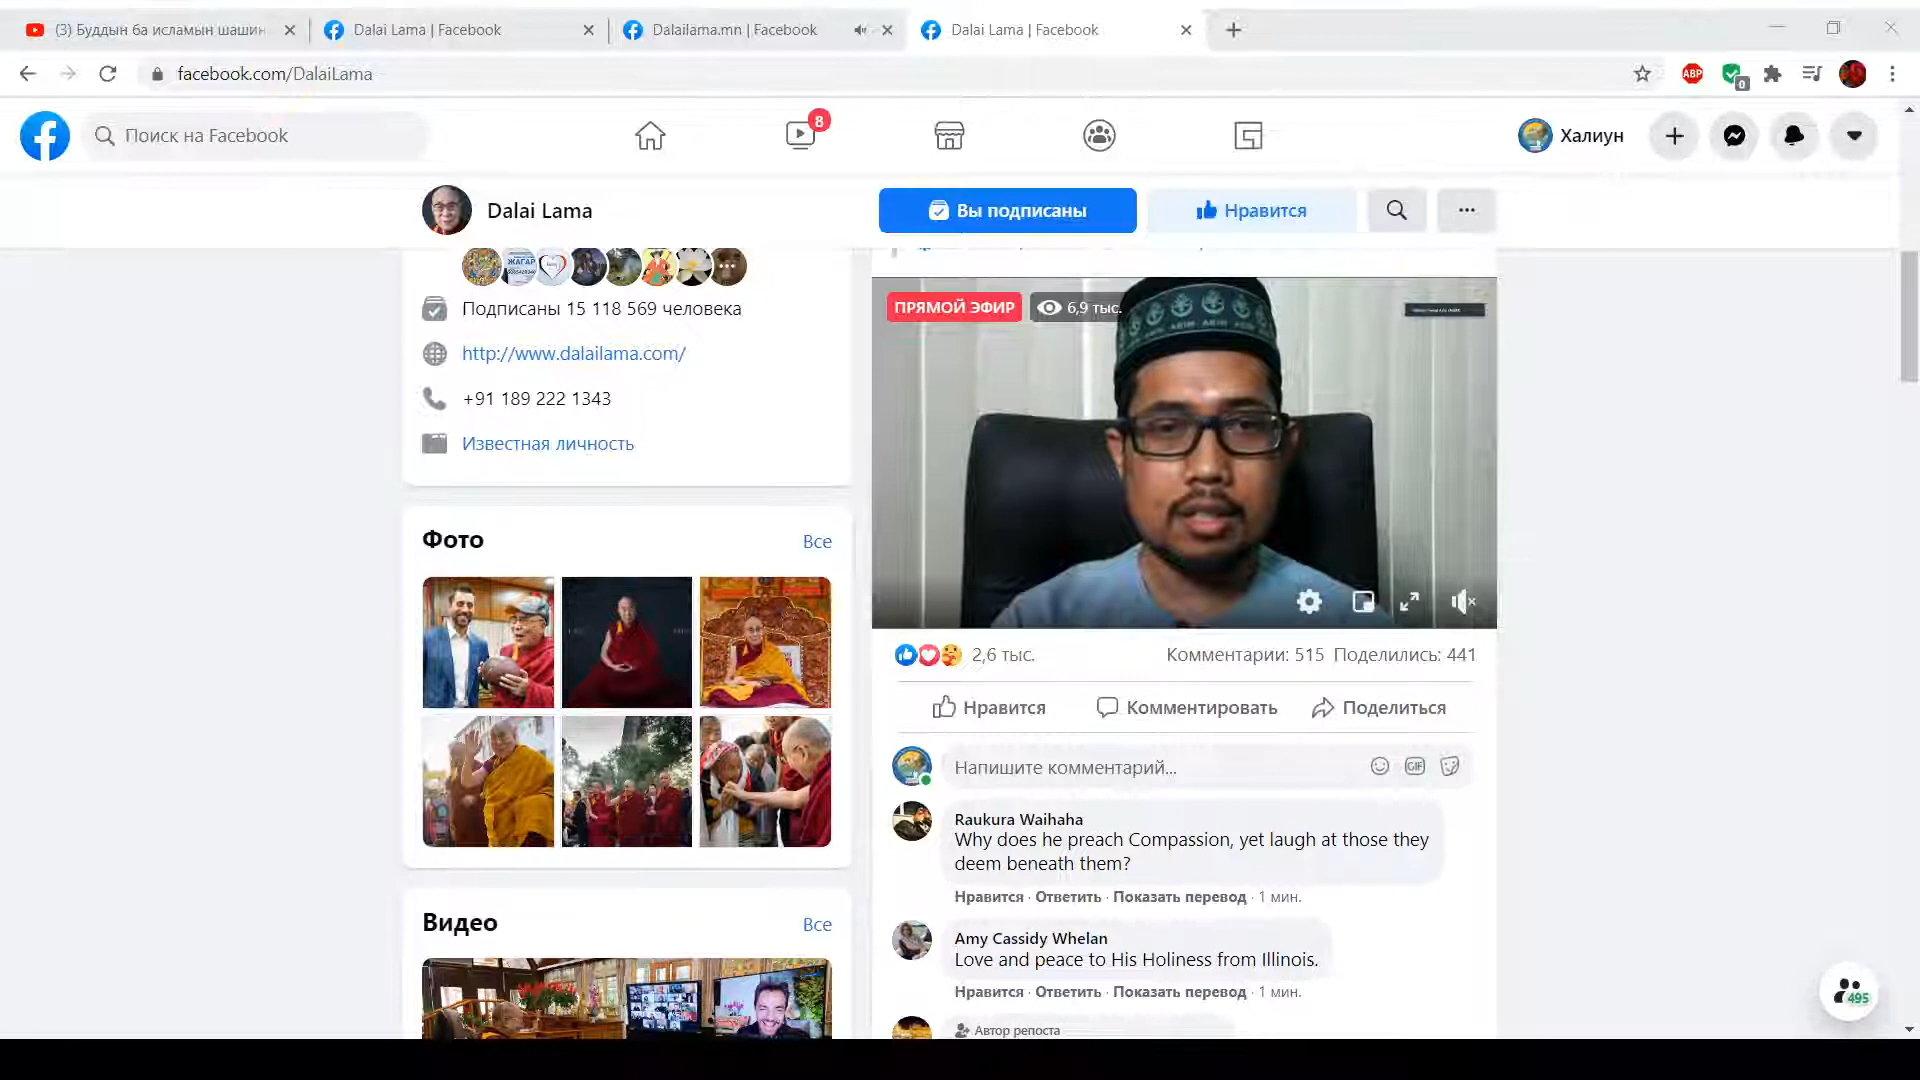 (3) Буддын ба исламын шашин
Dalai Lama | Facebook
Dalailama.mn | Facebook
Dalai Lama | Facebook
facebook.com/DalaiLama
ABP
0
Поиск на Facebook
8
Халиун
Dalai Lama
Вы подписаны
Нравится
ЖАГАР
Подписаны 15 118 569 человека
http://www.dalailama.com/
+91 189 222 1343
Известная личность
Фото
Все
Видео
Все
ПРЯМОЙ ЭФИР
6,9 тыс.
2,6 тыс.
Комментарии: 515 Поделились: 441
Нравится
Комментировать
Поделиться
Напишите комментарий...
GIF
Raukura Waihaha
Why does he preach Compassion, yet laugh at those they
deem beneath them?
Нравится · Ответить · Показать перевод · 1 мин.
Amy Cassidy Whelan
Love and peace to His Holiness from Illinois.
Нравится · Ответить · Показать перевод · 1 мин.
Автор репоста
495